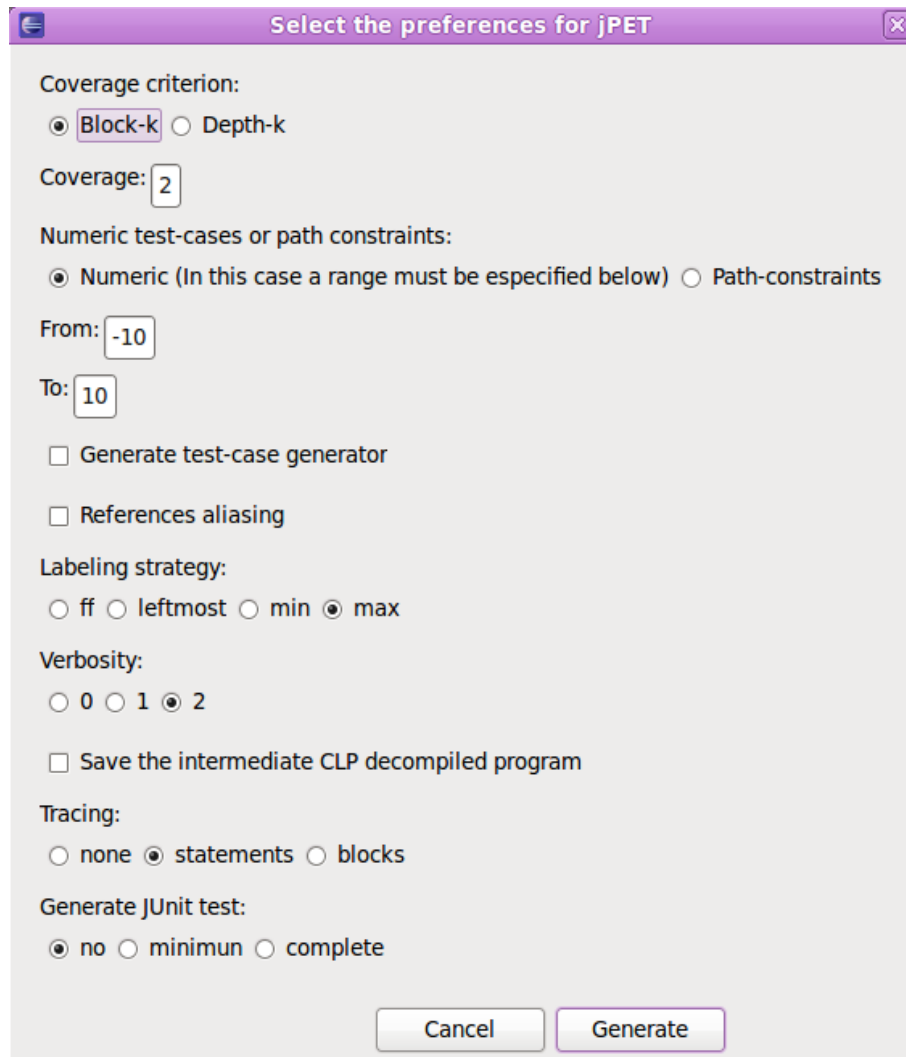 Select the preferences for jPET
Coverage criterion:
Block-k Depth-k
Coverage: 2
Numeric test-cases or path constraints:
Numeric (In this case a range must be especified below) Path-constraints
From: -10
To: 10
Generate test-case generator
References aliasing
Labeling strategy:
ff leftmost min max
Verbosity:
0 1 2
Save the intermediate CLP decompiled program
Tracing:
none statements blocks
Generate JUnit test:
no minimun complete
Cancel Generate